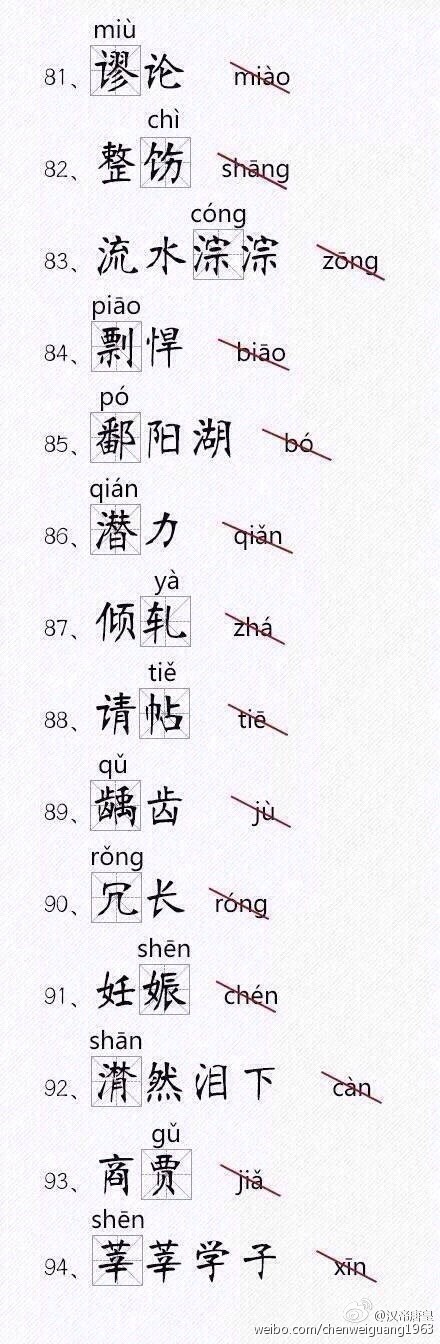 miù
81、谬论 miào
chì
82、整饬 shāng
cóng
83、流水淙淙 zōng
piāo
84、剽悍 biāo
pó
85、鄱阳湖 bó
qián
86、潜力 qiǎn
yà
87、倾轧 zhá
tiě
88、请帖 tiē
qǔ
89、龋齿 jù
rǒng
90、冗长 róng
shēn
91、妊娠 chén
shān
92、潸然泪下 càn
gǔ
93、商贾 jiǎ
shēn
94、莘莘学子 xīn
@汉帝唐皇
weibo.com/chenweiguang1963